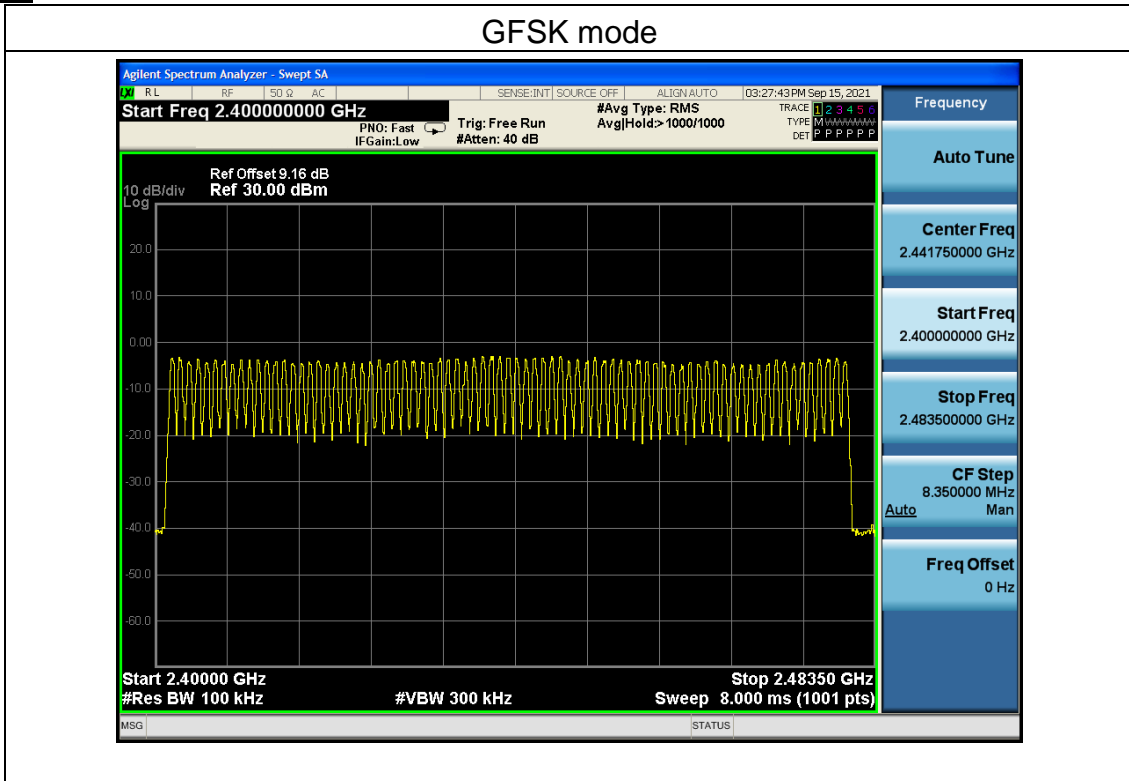 GFSK mode
Agilent Spectrum Analyzer - Swept SA
LXI RL RF 50 Ω AC SENSE:INT SOURCE OFF ALIGN AUTO 03:27:43 PM Sep 15, 2021
Start Freq 2.400000000 GHz
PNO: Fast
IFGain:Low
Trig: Free Run
#Atten: 40 dB
#Avg Type: RMS
Avg|Hold:>1000/1000
TRACE 1 2 3 4 5 6
TYPE M
DET P P P P P P
Ref Offset 9.16 dB
10 dB/div Ref 30.00 dBm
Log
20.0
10.0
0.00
-10.0
-20.0
-30.0
-40.0
-50.0
-60.0
Start 2.40000 GHz Stop 2.48350 GHz
#Res BW 100 kHz #VBW 300 kHz Sweep 8.000 ms (1001 pts)
MSG STATUS
Frequency
Auto Tune
Center Freq
2.441750000 GHz
Start Freq
2.400000000 GHz
Stop Freq
2.483500000 GHz
CF Step
8.350000 MHz
Auto Man
Freq Offset
0 Hz